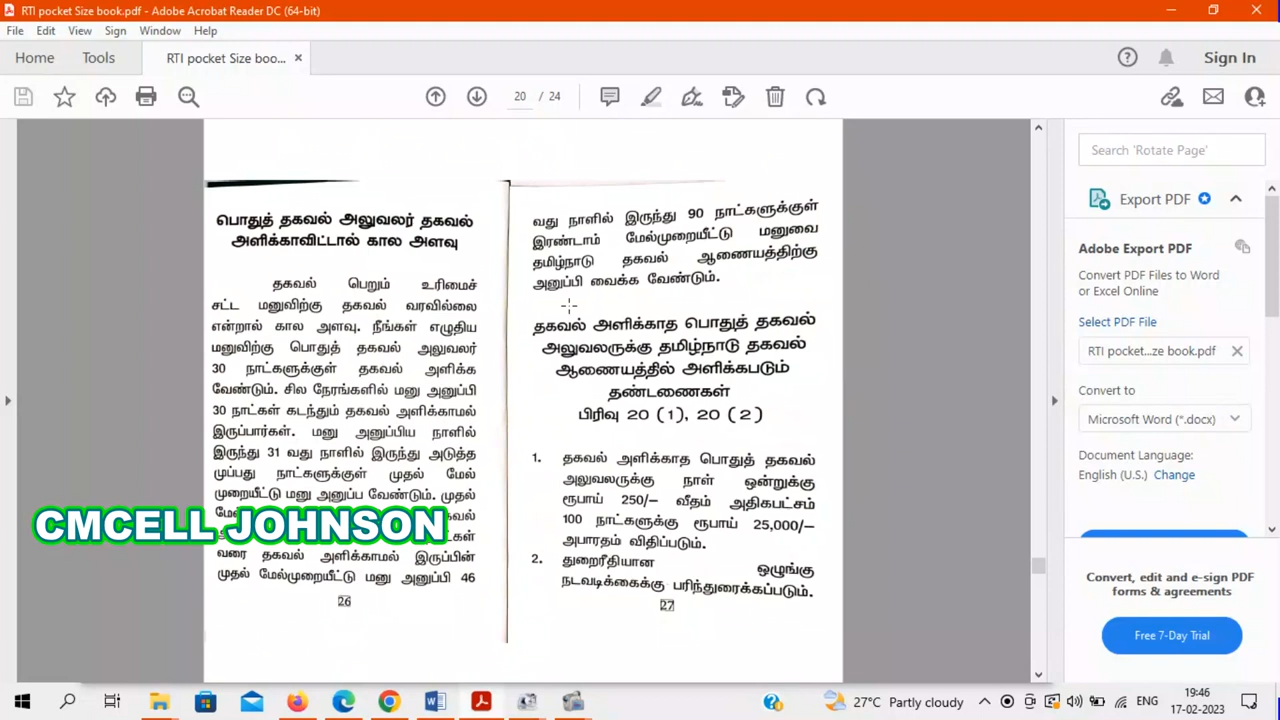 RTI pocket Size book.pdf - Adobe Acrobat Reader DC (64-bit)
File Edit View Sign Window Help
Home Tools RTI pocket Size boo... × Sign In
20 / 24
பொதுத் தகவல் அலுவலர் தகவல்
அளிக்காவிட்டால் கால அளவு
தகவல் பெறும் உரிமைச்
சட்ட மனுவிற்கு தகவல் வரவில்லை
என்றால் கால அளவு. நீங்கள் எழுதிய
மனுவிற்கு பொதுத் தகவல் அலுவலர்
30 நாட்களுக்குள் தகவல் அளிக்க
வேண்டும். சில நேரங்களில் மனு அனுப்பி
30 நாட்கள் கடந்தும் தகவல் அளிக்காமல்
இருப்பார்கள். மனு அனுப்பிய நாளில்
இருந்து 31 வது நாளில் இருந்து அடுத்த
முப்பது நாட்களுக்குள் முதல் மேல்
முறையீட்டு மனு அனுப்ப வேண்டும். முதல்
CMCELL JOHNSON
வரை தகவல் அளிக்காமல் இருப்பின்
முதல் மேல்முறையீட்டு மனு அனுப்பி 46
26
வது நாளில் இருந்து 90 நாட்களுக்குள்
இரண்டாம் மேல்முறையீட்டு மனுவை
தமிழ்நாடு தகவல் ஆணையத்திற்கு
அனுப்பி வைக்க வேண்டும்.
தகவல் அளிக்காத பொதுத் தகவல்
அலுவலருக்கு தமிழ்நாடு தகவல்
ஆணையத்தில் அளிக்கபடும்
தண்டணைகள்
பிரிவு 20 (1), 20 (2)
1. தகவல் அளிக்காத பொதுத் தகவல்
அலுவலருக்கு நாள் ஒன்றுக்கு
ரூபாய் 250/– வீதம் அதிகபட்சம்
100 நாட்களுக்கு ரூபாய் 25,000/–
அபாரதம் விதிப்படும்.
2. துறைரீதியான ஒழுங்கு
நடவடிக்கைக்கு பரிந்துரைக்கப்படும்.
27
Search 'Rotate Page'
Export PDF
Adobe Export PDF
Convert PDF Files to Word
or Excel Online
Select PDF File
RTI pocket...ze book.pdf ×
Convert to
Microsoft Word (*.docx)
Document Language:
English (U.S.) Change
Convert, edit and e-sign PDF
forms & agreements
Free 7-Day Trial
27°C Partly cloudy ENG
19:46
17-02-2023